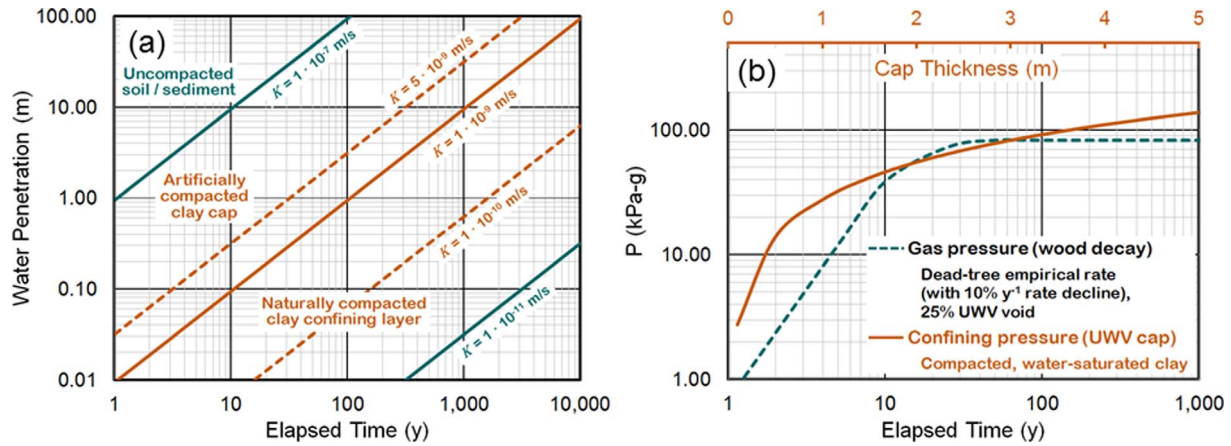 (a)
Water Penetration (m)
100.00
10.00
1.00
0.10
0.01
Uncompacted
soil / sediment
K = 1 · 10⁻⁷ m/s
K = 5 · 10⁻⁹ m/s
K = 1 · 10⁻⁹ m/s
Artificially
compacted
clay cap
K = 1 · 10⁻¹⁰ m/s
Naturally compacted
clay confining layer
K = 1 · 10⁻¹¹ m/s
1 10 100 1,000 10,000
Elapsed Time (y)
0 1 2 3 4 5
Cap Thickness (m)
(b)
P (kPa-g)
100.00
10.00
1.00
Gas pressure (wood decay)
Dead-tree empirical rate
(with 10% y⁻¹ rate decline),
25% UWV void
Confining pressure (UWV cap)
Compacted, water-saturated clay
1 10 100 1,000
Elapsed Time (y)